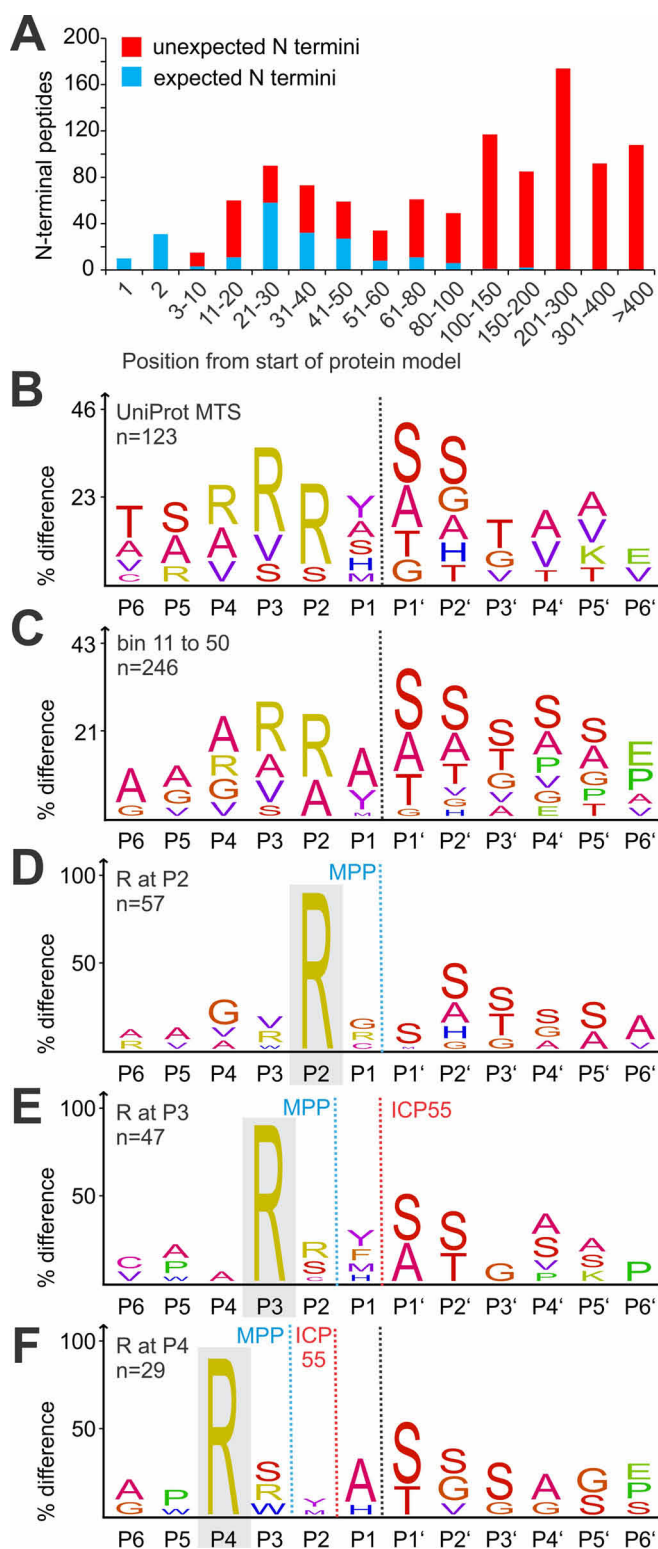 A
200
160
120
80
40
0
N-terminal peptides
unexpected N termini
expected N termini
1 2 3-10 11-20 21-30 31-40 41-50 51-60 61-80 80-100 100-150 150-200 201-300 301-400 >400
Position from start of protein model
B
46
23
% difference
UniProt MTS
n=123
T S R R R Y S S T A A E
A A A V S A A G G V V V
V R V S S T A V T K
C H G H T
M T
P6 P5 P4 P3 P2 P1 P1‘ P2‘ P3‘ P4‘ P5‘ P6‘
C
43
21
% difference
bin 11 to 50
n=246
A A A R R A S S S S S E
G G R A A Y A A T A A P
V G V M T T G P G A
V S G V V V P V
G A G T
H E
P6 P5 P4 P3 P2 P1 P1‘ P2‘ P3‘ P4‘ P5‘ P6‘
D
100
50
% difference
R at P2
n=57
MPP
A A G V R G S S S S S A
R V V R R M A T G A V
A W C H G A
G
P6 P5 P4 P3 P2 P1 P1‘ P2‘ P3‘ P4‘ P5‘ P6‘
E
100
50
% difference
R at P3
n=47
MPP ICP55
C A A R R Y S S G A A P
V P S F A T S S
W C M V K
H P
P6 P5 P4 P3 P2 P1 P1‘ P2‘ P3‘ P4‘ P5‘ P6‘
F
100
50
% difference
R at P4
n=29
MPP ICP
55
A P R S Y A S S S A G E
G W R M H T G G G S P
W V S
P6 P5 P4 P3 P2 P1 P1‘ P2‘ P3‘ P4‘ P5‘ P6‘